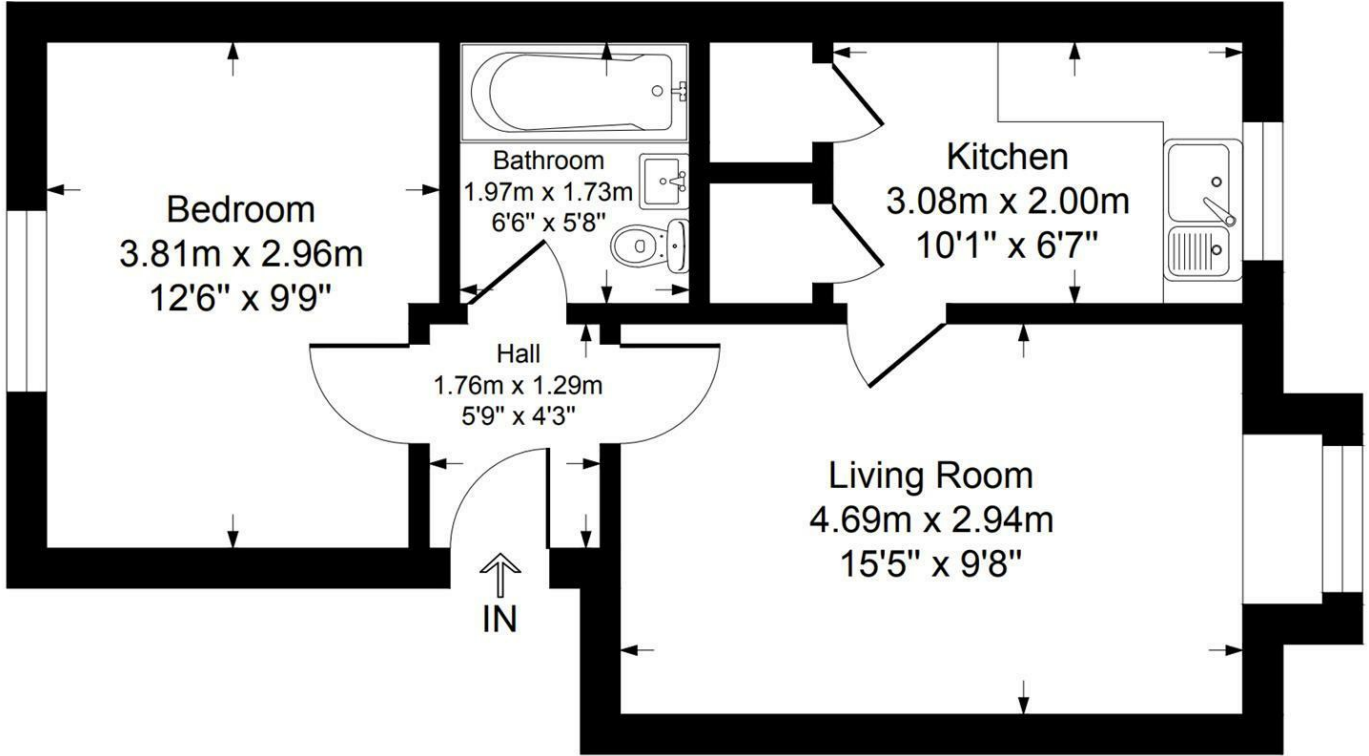 Bedroom
3.81m x 2.96m
12'6" x 9'9"
Bathroom
1.97m x 1.73m
6'6" x 5'8"
Kitchen
3.08m x 2.00m
10'1" x 6'7"
Hall
1.76m x 1.29m
5'9" x 4'3"
Living Room
4.69m x 2.94m
15'5" x 9'8"
IN